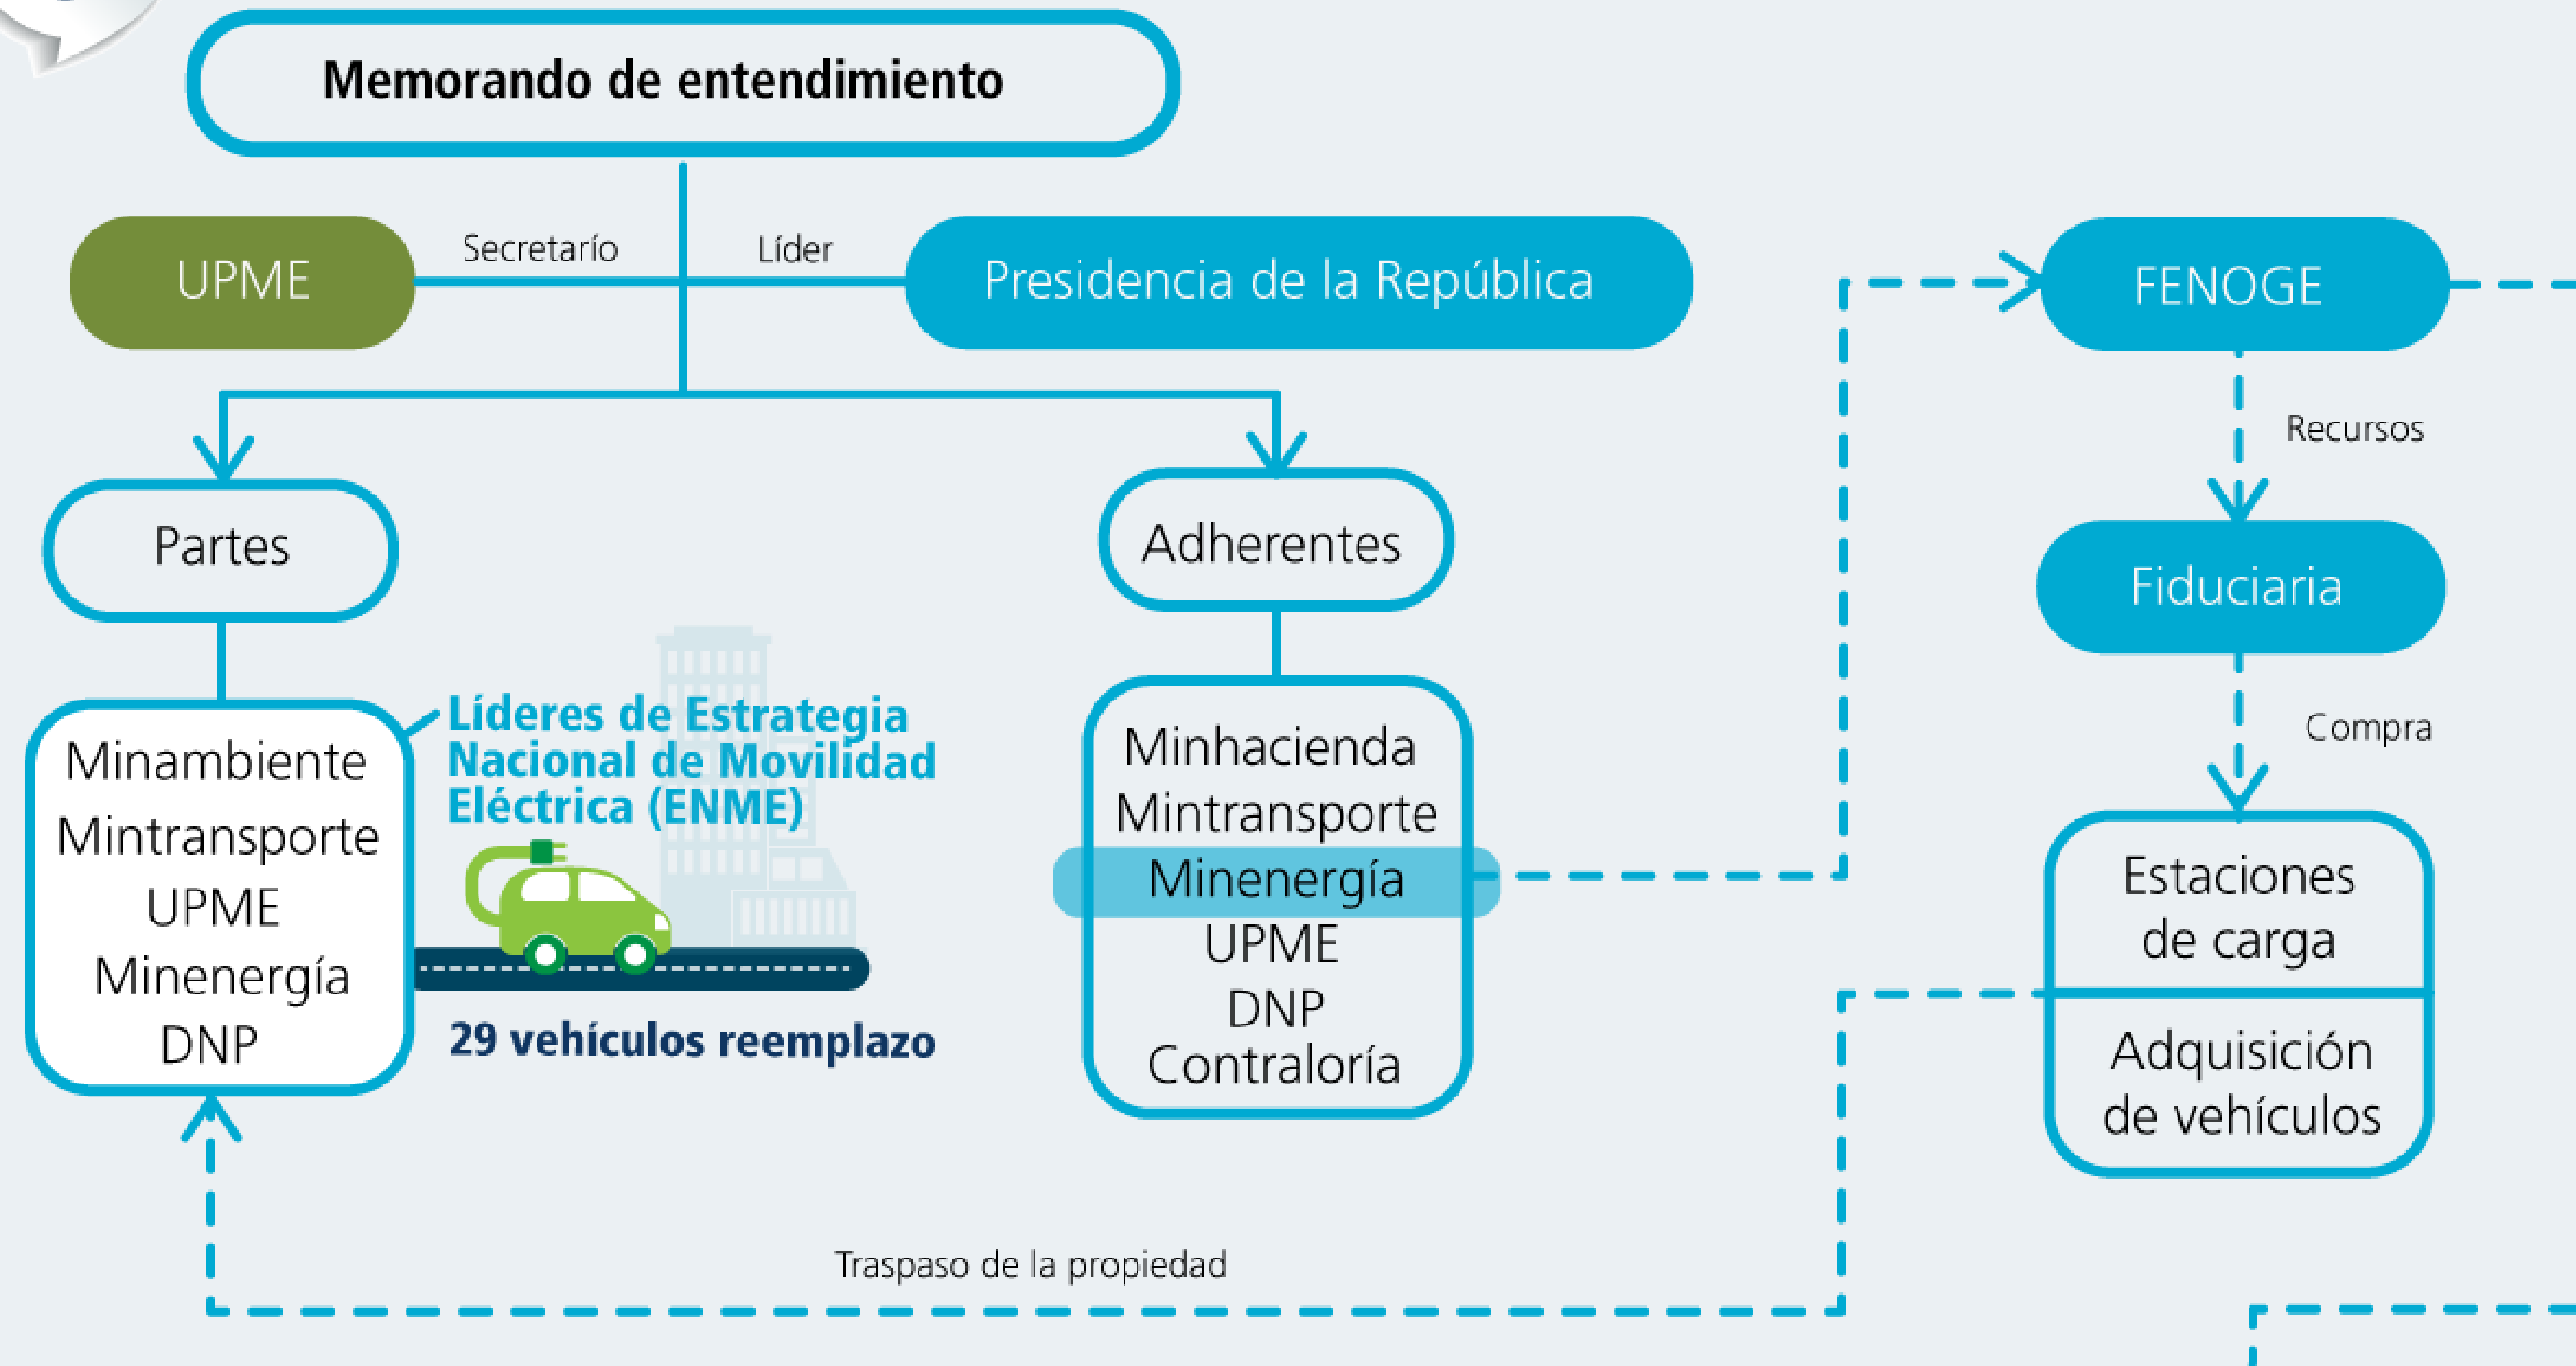 Memorando de entendimiento
UPME
Secretarío
Líder
Presidencia de la República
Partes
Adherentes
Minambiente
Mintransporte
UPME
Minenergía
DNP
Líderes de Estrategia
Nacional de Movilidad
Eléctrica (ENME)
29 vehículos reemplazo
Minhacienda
Mintransporte
Minenergía
UPME
DNP
Contraloría
FENOGE
Recursos
Fiduciaria
Compra
Estaciones
de carga
Adquisición
de vehículos
Traspaso de la propiedad